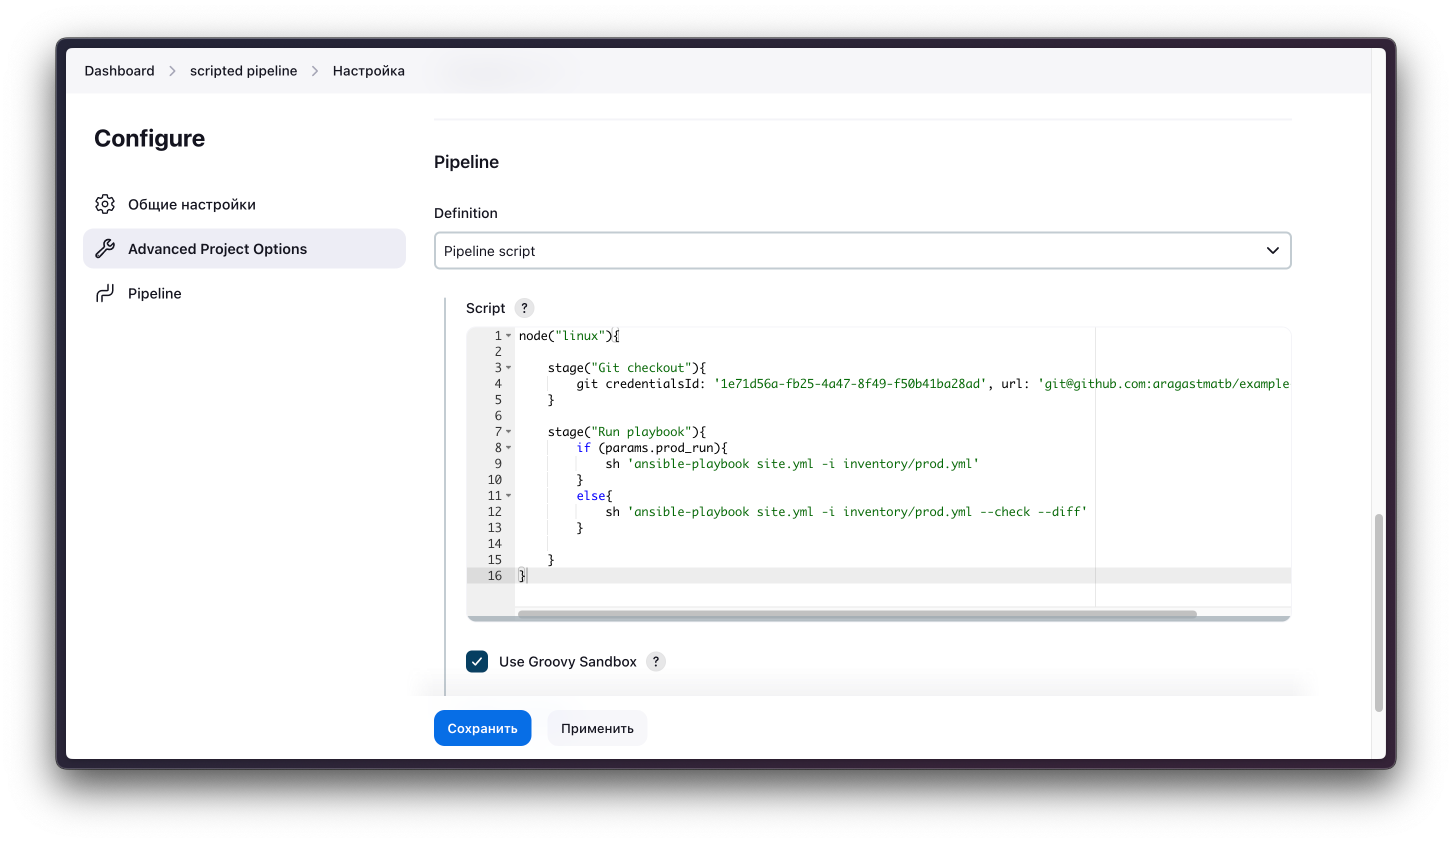 Dashboard > scripted pipeline > Настройка
Configure
Общие настройки
Advanced Project Options
Pipeline
Pipeline
Definition
Pipeline script
Script ?
1 node("linux"){
2
3     stage("Git checkout"){
4         git credentialsId: '1e71d56a-fb25-4a47-8f49-f50b41ba28ad', url: 'git@github.com:aragastmatb/example
5     }
6
7     stage("Run playbook"){
8         if (params.prod_run){
9             sh 'ansible-playbook site.yml -i inventory/prod.yml'
10         }
11         else{
12             sh 'ansible-playbook site.yml -i inventory/prod.yml --check --diff'
13         }
14
15     }
16 }
Use Groovy Sandbox ?
Сохранить Применить